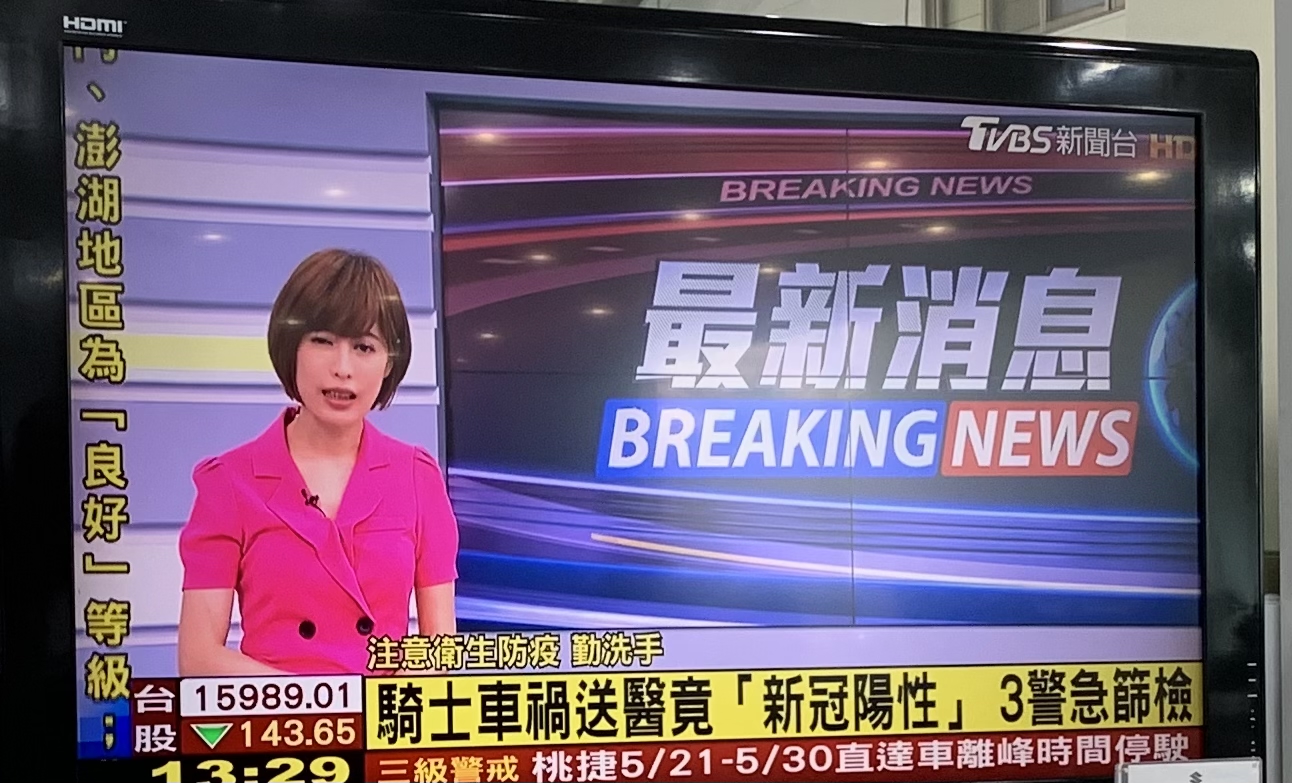 HDMI
、澎湖地區為「良好」等級；
TVBS新聞台 HD
BREAKING NEWS
最新消息
BREAKING NEWS
注意衛生防疫 勤洗手
台股
15989.01
▼143.65
騎士車禍送醫竟「新冠陽性」 3警急篩檢
13:29
三級警戒 桃捷5/21-5/30直達車離峰時間停駛